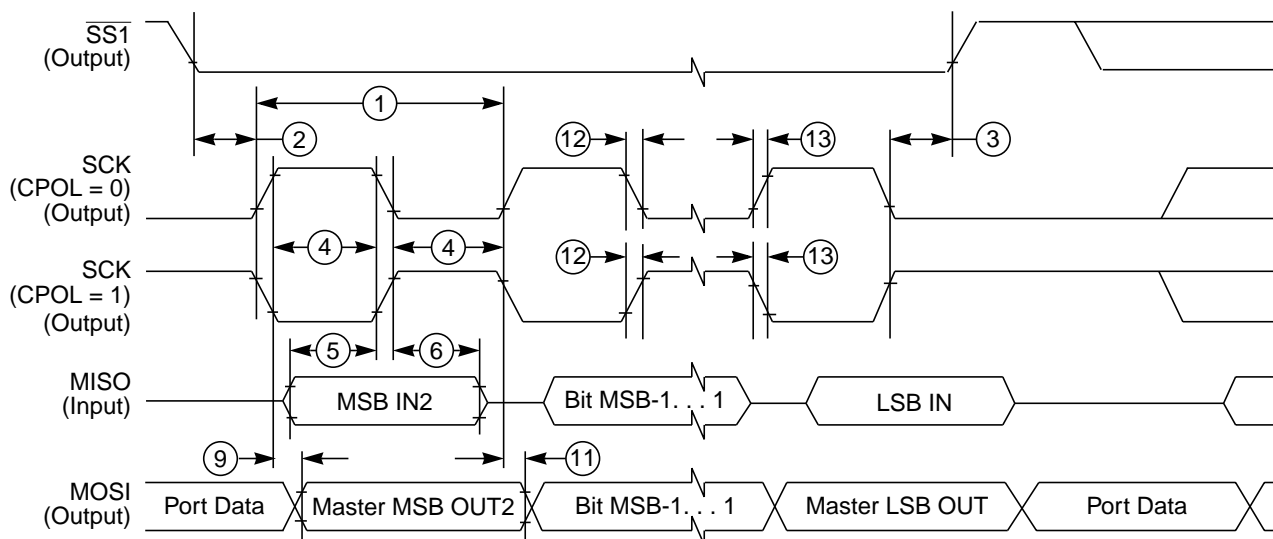 SS1
(Output)
1
2
12
13
3
SCK
(CPOL = 0)
(Output)
4
4
12
13
SCK
(CPOL = 1)
(Output)
5
6
MISO
(Input)
MSB IN2
Bit MSB-1. . . 1
LSB IN
9
11
MOSI
(Output)
Port Data
Master MSB OUT2
Bit MSB-1. . . 1
Master LSB OUT
Port Data